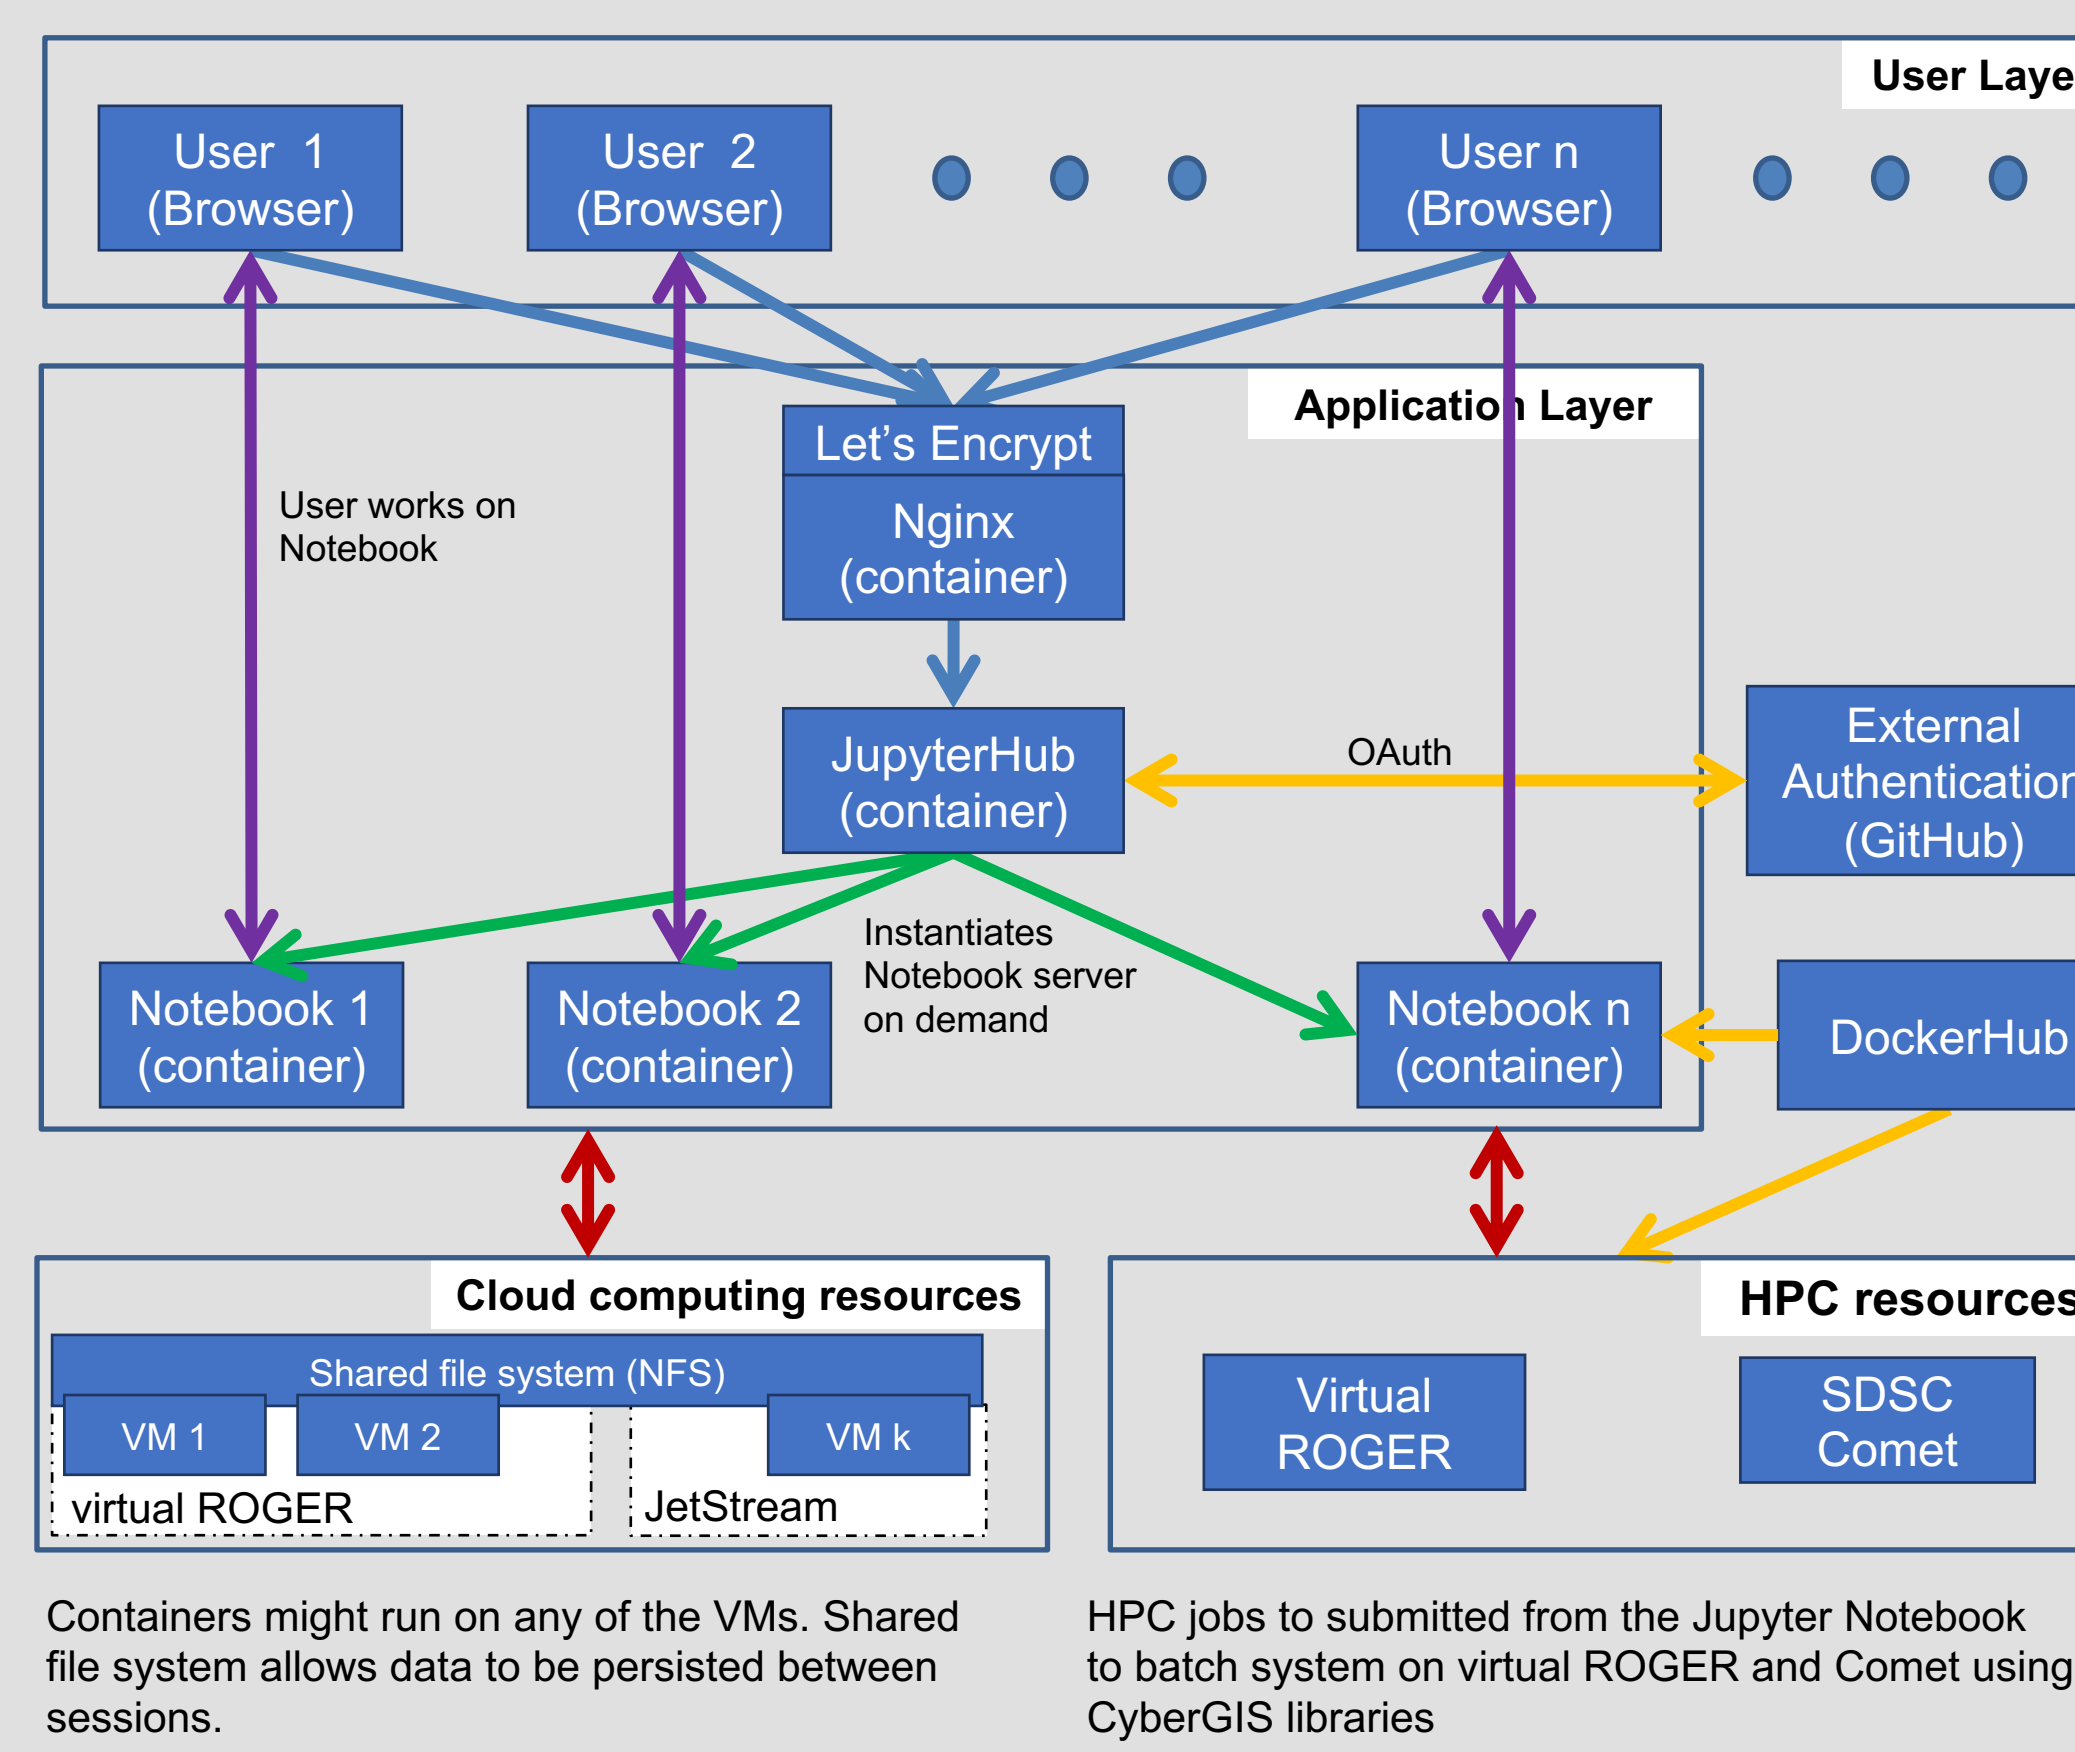 User Laye
User 1
(Browser)
User 2
(Browser)
User n
(Browser)
Application Layer
Let's Encrypt
Nginx
(container)
User works on
Notebook
JupyterHub
(container)
OAuth
External
Authentication
(GitHub)
Instantiates
Notebook server
on demand
Notebook 1
(container)
Notebook 2
(container)
Notebook n
(container)
DockerHub
Cloud computing resources
Shared file system (NFS)
VM 1
VM 2
VM k
virtual ROGER
JetStream
HPC resources
Virtual
ROGER
SDSC
Comet
Containers might run on any of the VMs. Shared
file system allows data to be persisted between
sessions.
HPC jobs to submitted from the Jupyter Notebook
to batch system on virtual ROGER and Comet using
CyberGIS libraries